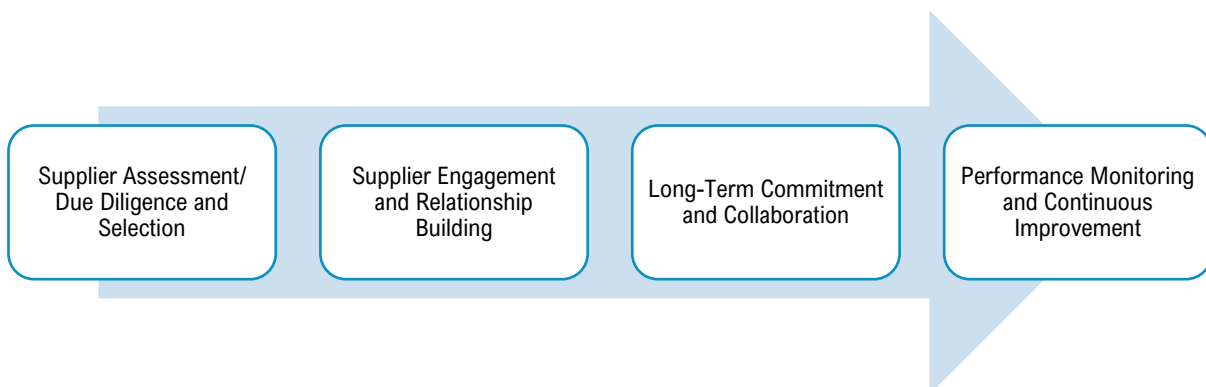 Supplier Assessment/
Due Diligence and
Selection
Supplier Engagement
and Relationship
Building
Long-Term Commitment
and Collaboration
Performance Monitoring
and Continuous
Improvement